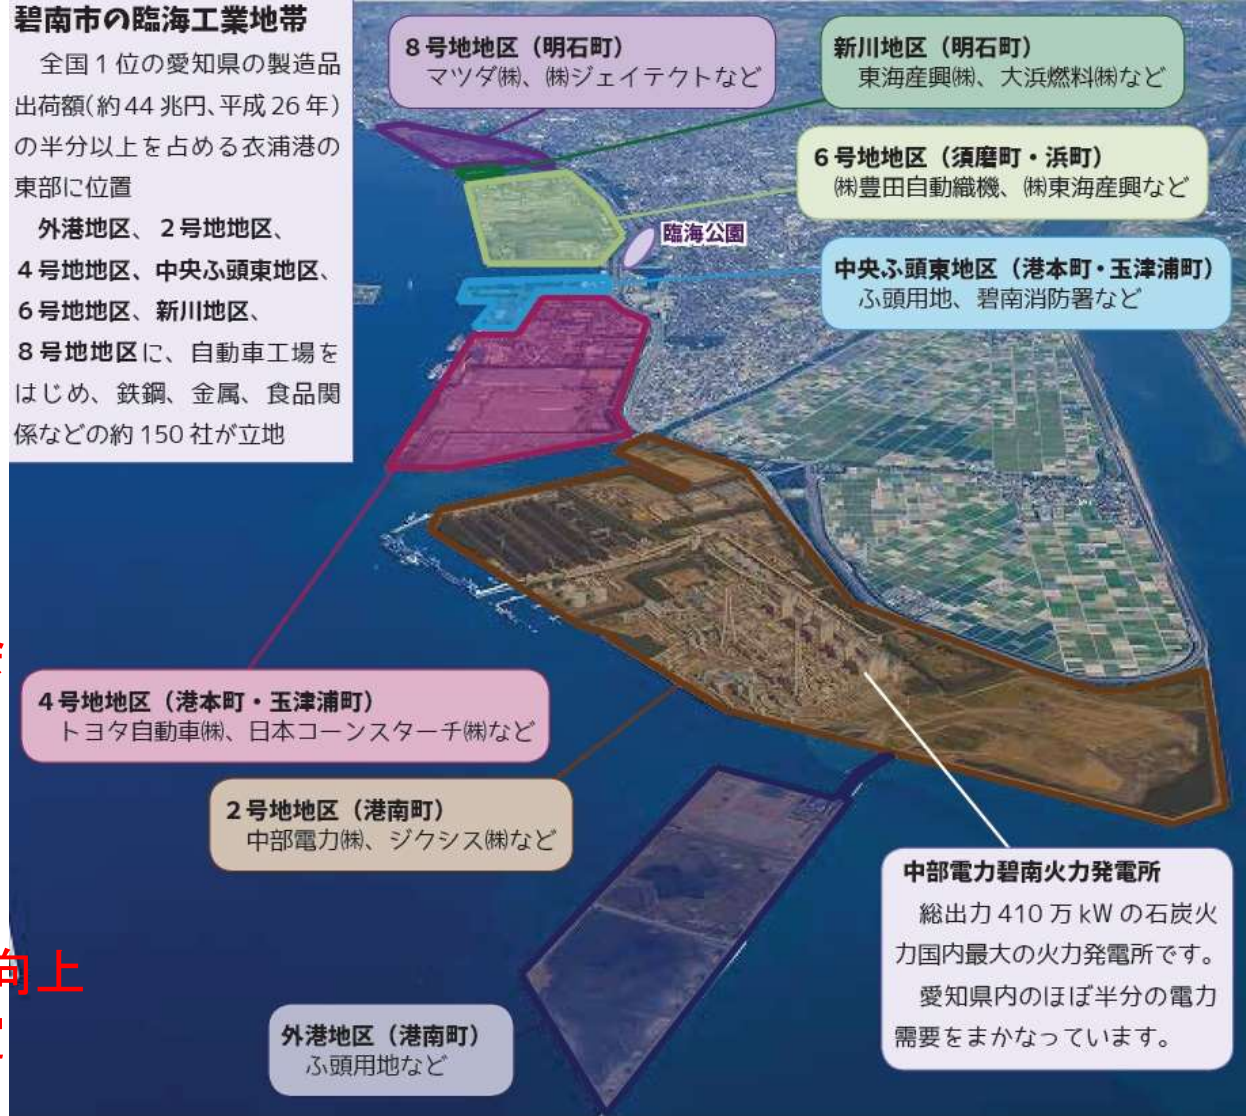 碧南市の臨海工業地帯
全国1位の愛知県の製造品
出荷額(約44兆円、平成26年)
の半分以上を占める衣浦港の
東部に位置
外港地区、2号地地区、
4号地地区、中央ふ頭東地区、
6号地地区、新川地区、
8号地地区に、自動車工場を
はじめ、鉄鋼、金属、食品関
係などの約150社が立地
8号地地区(明石町)
マツダ㈱、㈱ジェイテクトなど
新川地区(明石町)
東海産興㈱、大浜燃料㈱など
6号地地区(須磨町・浜町)
㈱豊田自動織機、㈱東海産興など
臨海公園
中央ふ頭東地区(港本町・玉津浦町)
ふ頭用地、碧南消防署など
4号地地区(港本町・玉津浦町)
トヨタ自動車㈱、日本コーンスターチ㈱など
2号地地区(港南町)
中部電力㈱、ジクシス㈱など
中部電力碧南火力発電所
総出力410万kWの石炭火
力国内最大の火力発電所です。
愛知県内のほぼ半分の電力
需要をまかなっています。
向上
外港地区(港南町)
ふ頭用地など